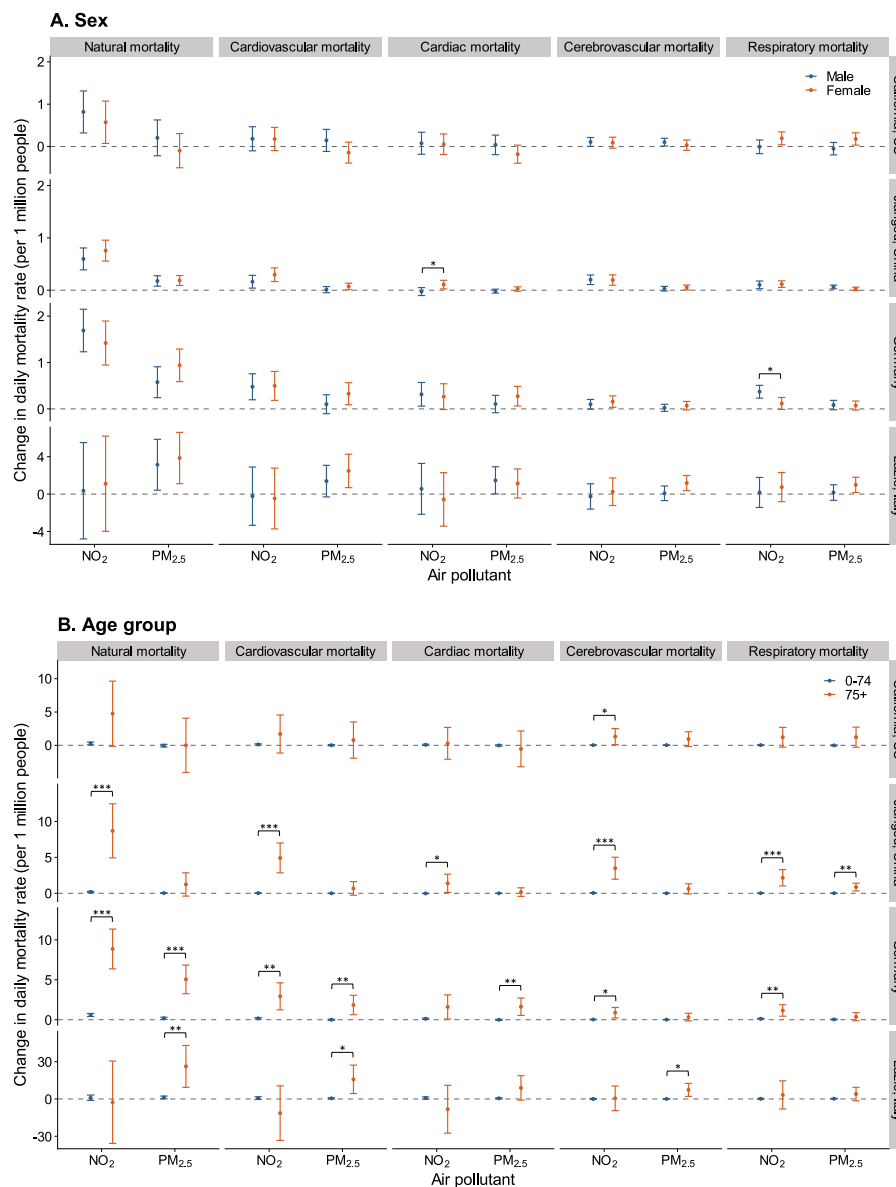 A. Sex
Natural mortality Cardiovascular mortality Cardiac mortality Cerebrovascular mortality Respiratory mortality
Change in daily mortality rate (per 1 million people)
2
1
0
Male
Female
2
1
0
*
2
1
0
*
Germany
4
0
-4
NO2 PM2.5 NO2 PM2.5 NO2 PM2.5 NO2 PM2.5 NO2 PM2.5
Air pollutant
B. Age group
Natural mortality Cardiovascular mortality Cardiac mortality Cerebrovascular mortality Respiratory mortality
Change in daily mortality rate (per 1 million people)
10
5
0
*
0-74
75+
10
5
0
*** *** * *** *** **
10
5
0
*** *** ** ** ** * **
Germany
30
0
-30
** * *
NO2 PM2.5 NO2 PM2.5 NO2 PM2.5 NO2 PM2.5 NO2 PM2.5
Air pollutant